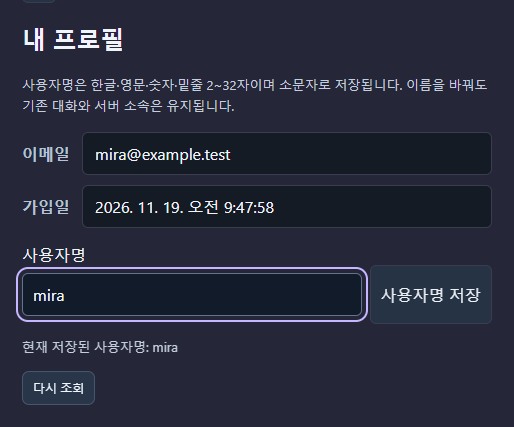 내 프로필
사용자명은 한글·영문·숫자·밑줄 2~32자이며 소문자로 저장됩니다. 이름을 바꿔도
기존 대화와 서버 소속은 유지됩니다.
이메일 mira@example.test
가입일 2026. 11. 19. 오전 9:47:58
사용자명
mira 사용자명 저장
현재 저장된 사용자명: mira
다시 조회